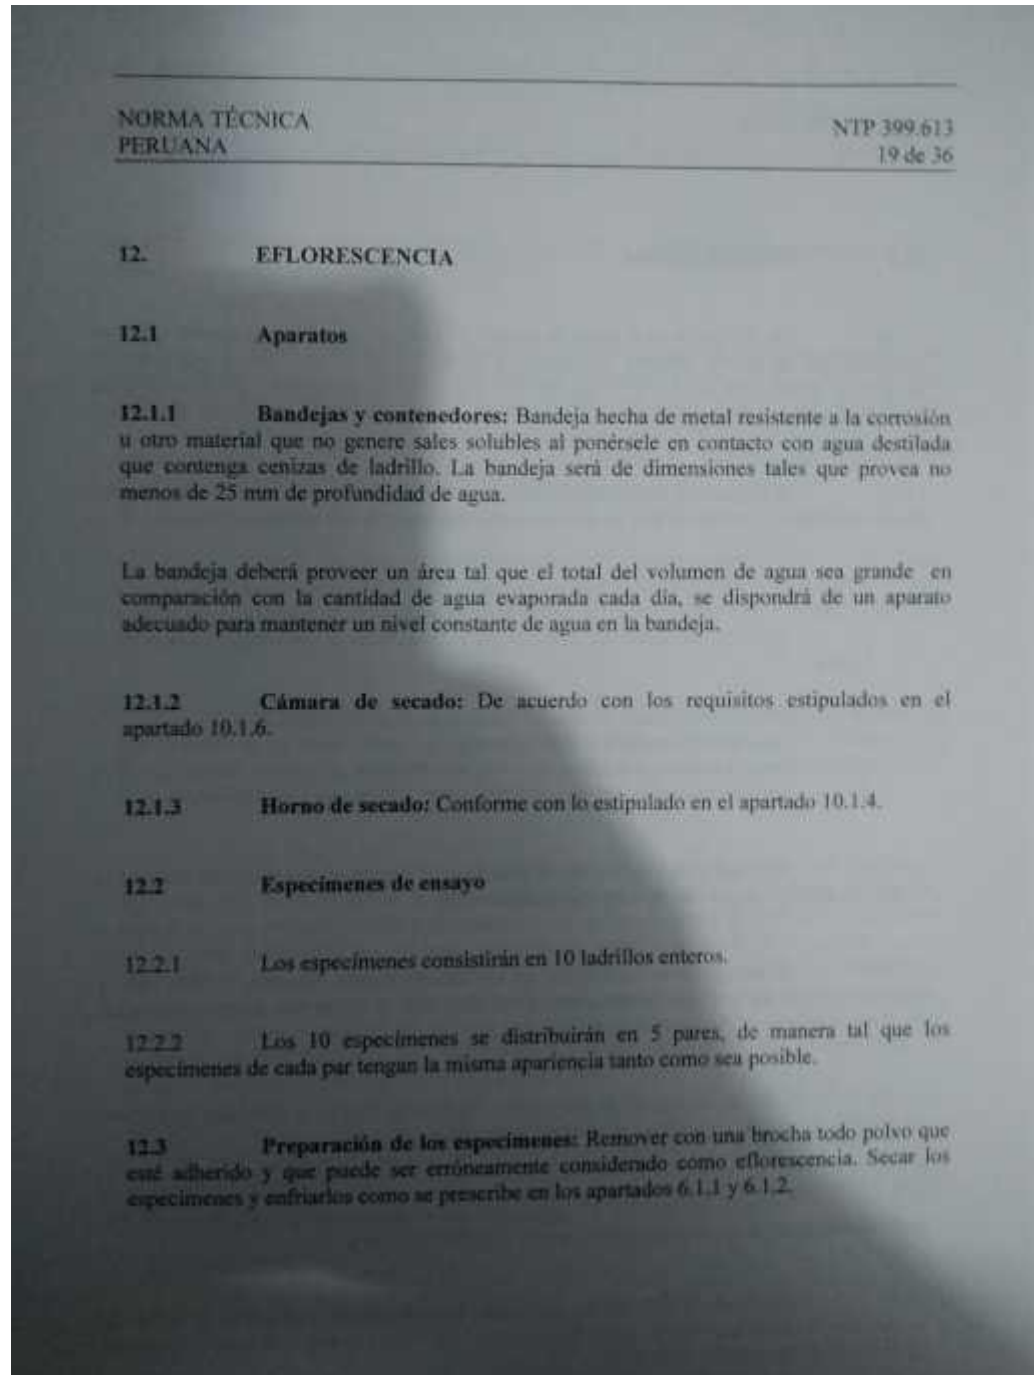 NORMA TÉCNICA
PERUANA
NTP 399.613
19 de 36
12. EFLORESCENCIA
12.1 Aparatos
12.1.1 Bandejas y contenedores: Bandeja hecha de metal resistente a la corrosión
u otro material que no genere sales solubles al ponérsele en contacto con agua destilada
que contenga cenizas de ladrillo. La bandeja será de dimensiones tales que provea no
menos de 25 mm de profundidad de agua.
La bandeja deberá proveer un área tal que el total del volumen de agua sea grande en
comparación con la cantidad de agua evaporada cada día, se dispondrá de un aparato
adecuado para mantener un nivel constante de agua en la bandeja.
12.1.2 Cámara de secado: De acuerdo con los requisitos estipulados en el
apartado 10.1.6.
12.1.3 Horno de secado: Conforme con lo estipulado en el apartado 10.1.4.
12.2 Especímenes de ensayo
12.2.1 Los especímenes consistirán en 10 ladrillos enteros.
12.2.2 Los 10 especímenes se distribuirán en 5 pares, de manera tal que los
especímenes de cada par tengan la misma apariencia tanto como sea posible.
12.3 Preparación de los especímenes: Remover con una brocha todo polvo que
esté adherido y que puede ser erróneamente considerado como eflorescencia. Secar los
especímenes y enfriarlos como se prescribe en los apartados 6.1.1 y 6.1.2.